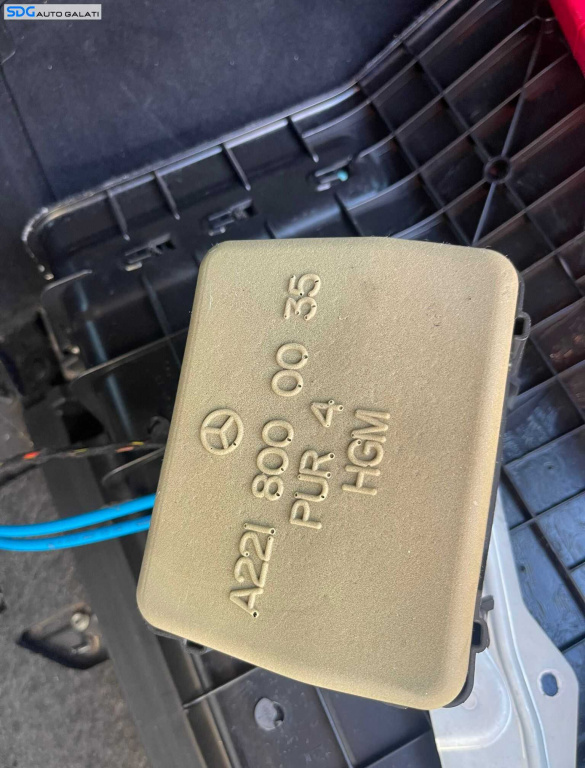 SDG AUTO GALATI
A221 800 00 35
PUR 4
HGM